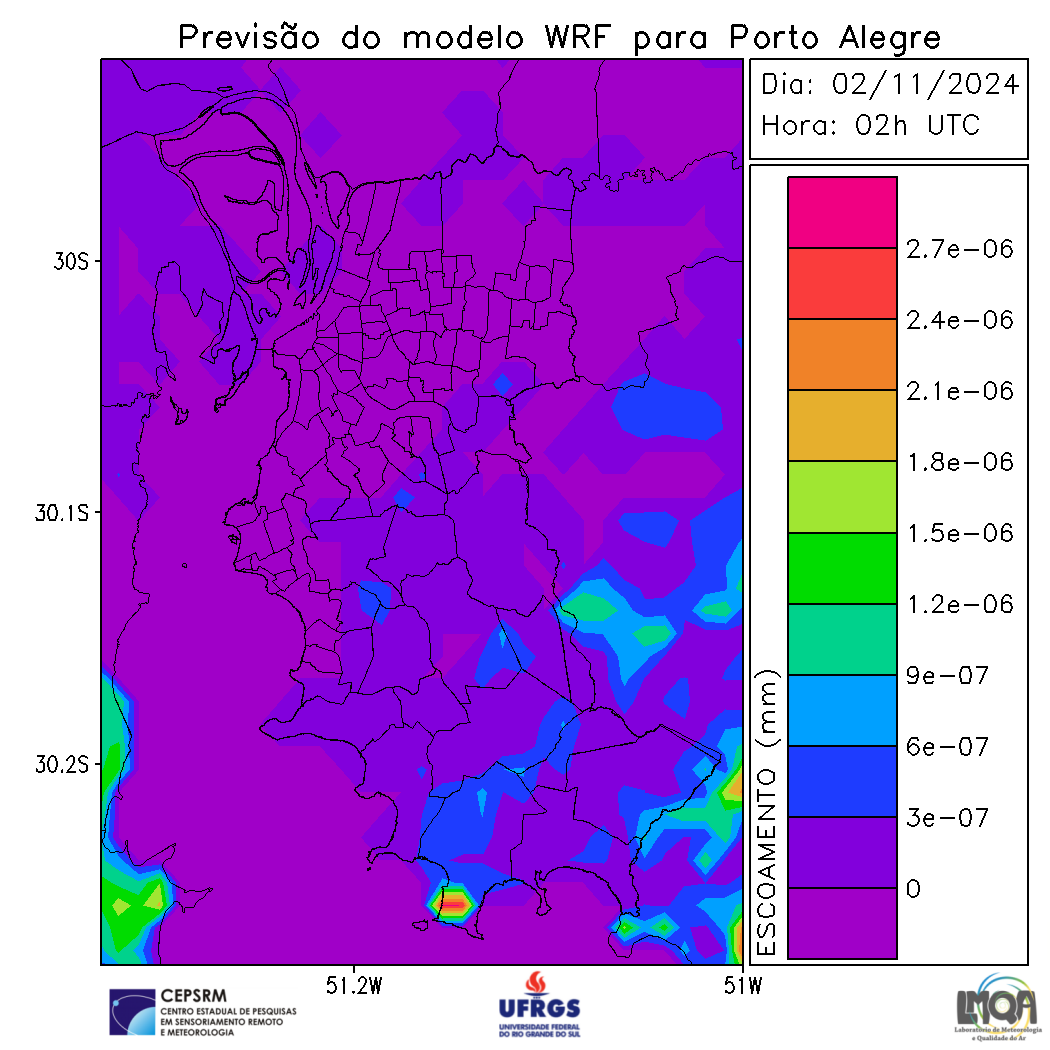 Previsão do modelo WRF para Porto Alegre
Dia: 02/11/2024
Hora: 02h UTC
30S
30.1S
30.2S
51.2W
51W
2.7e-06
2.4e-06
2.1e-06
1.8e-06
1.5e-06
1.2e-06
9e-07
6e-07
3e-07
0
ESCOAMENTO (mm)
CEPSRM
CENTRO ESTADUAL DE PESQUISAS
EM SENSORIAMENTO REMOTO
E METEOROLOGIA
UFRGS
UNIVERSIDADE FEDERAL
DO RIO GRANDE DO SUL
LMQA
Laboratório de Meteorologia
e Qualidade do Ar